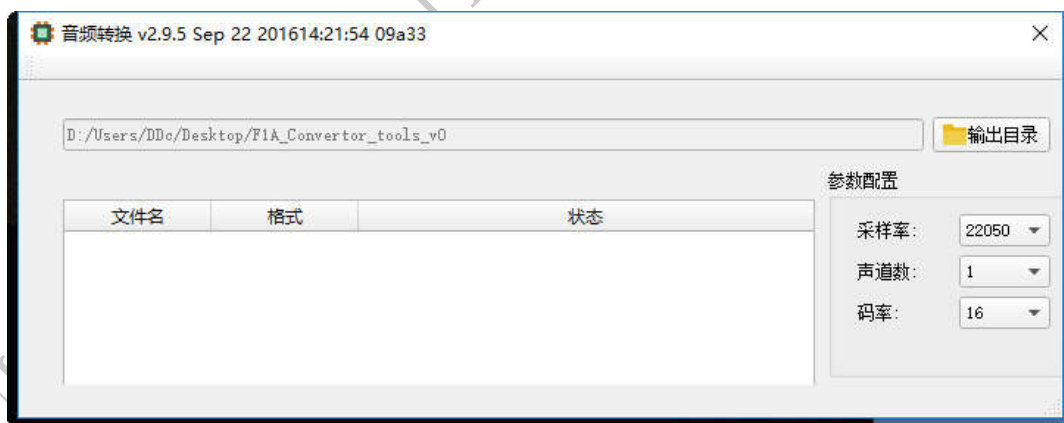 音频转换 v2.9.5 Sep 22 201614:21:54 09a33
D:/Users/DDc/Desktop/F1A_Convertor_tools_v0
输出目录
参数配置
文件名 格式 状态
采样率: 22050
声道数: 1
码率: 16